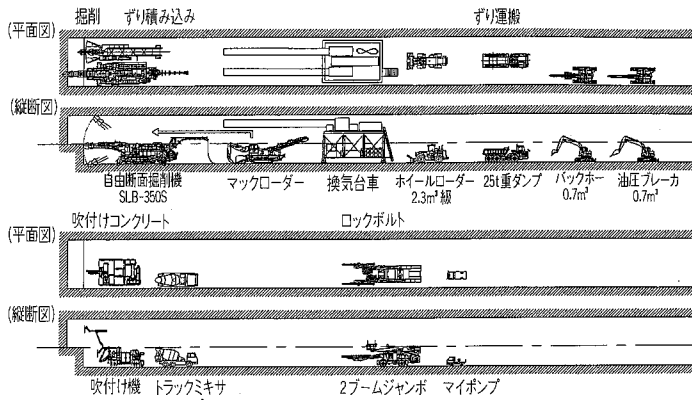 掘削 ずり積み込み ずり運搬
(平面図)
(縦断図)
自由断面掘削機 マックローダー 換気台車 ホイールローダー 25t重ダンプ バックホー 油圧ブレーカ
SLB-350S 2.3m³級 0.7m³ 0.7m³
吹付けコンクリート ロックボルト
(平面図)
(縦断図)
吹付け機 トラックミキサ 2ブームジャンボ マイポンプ